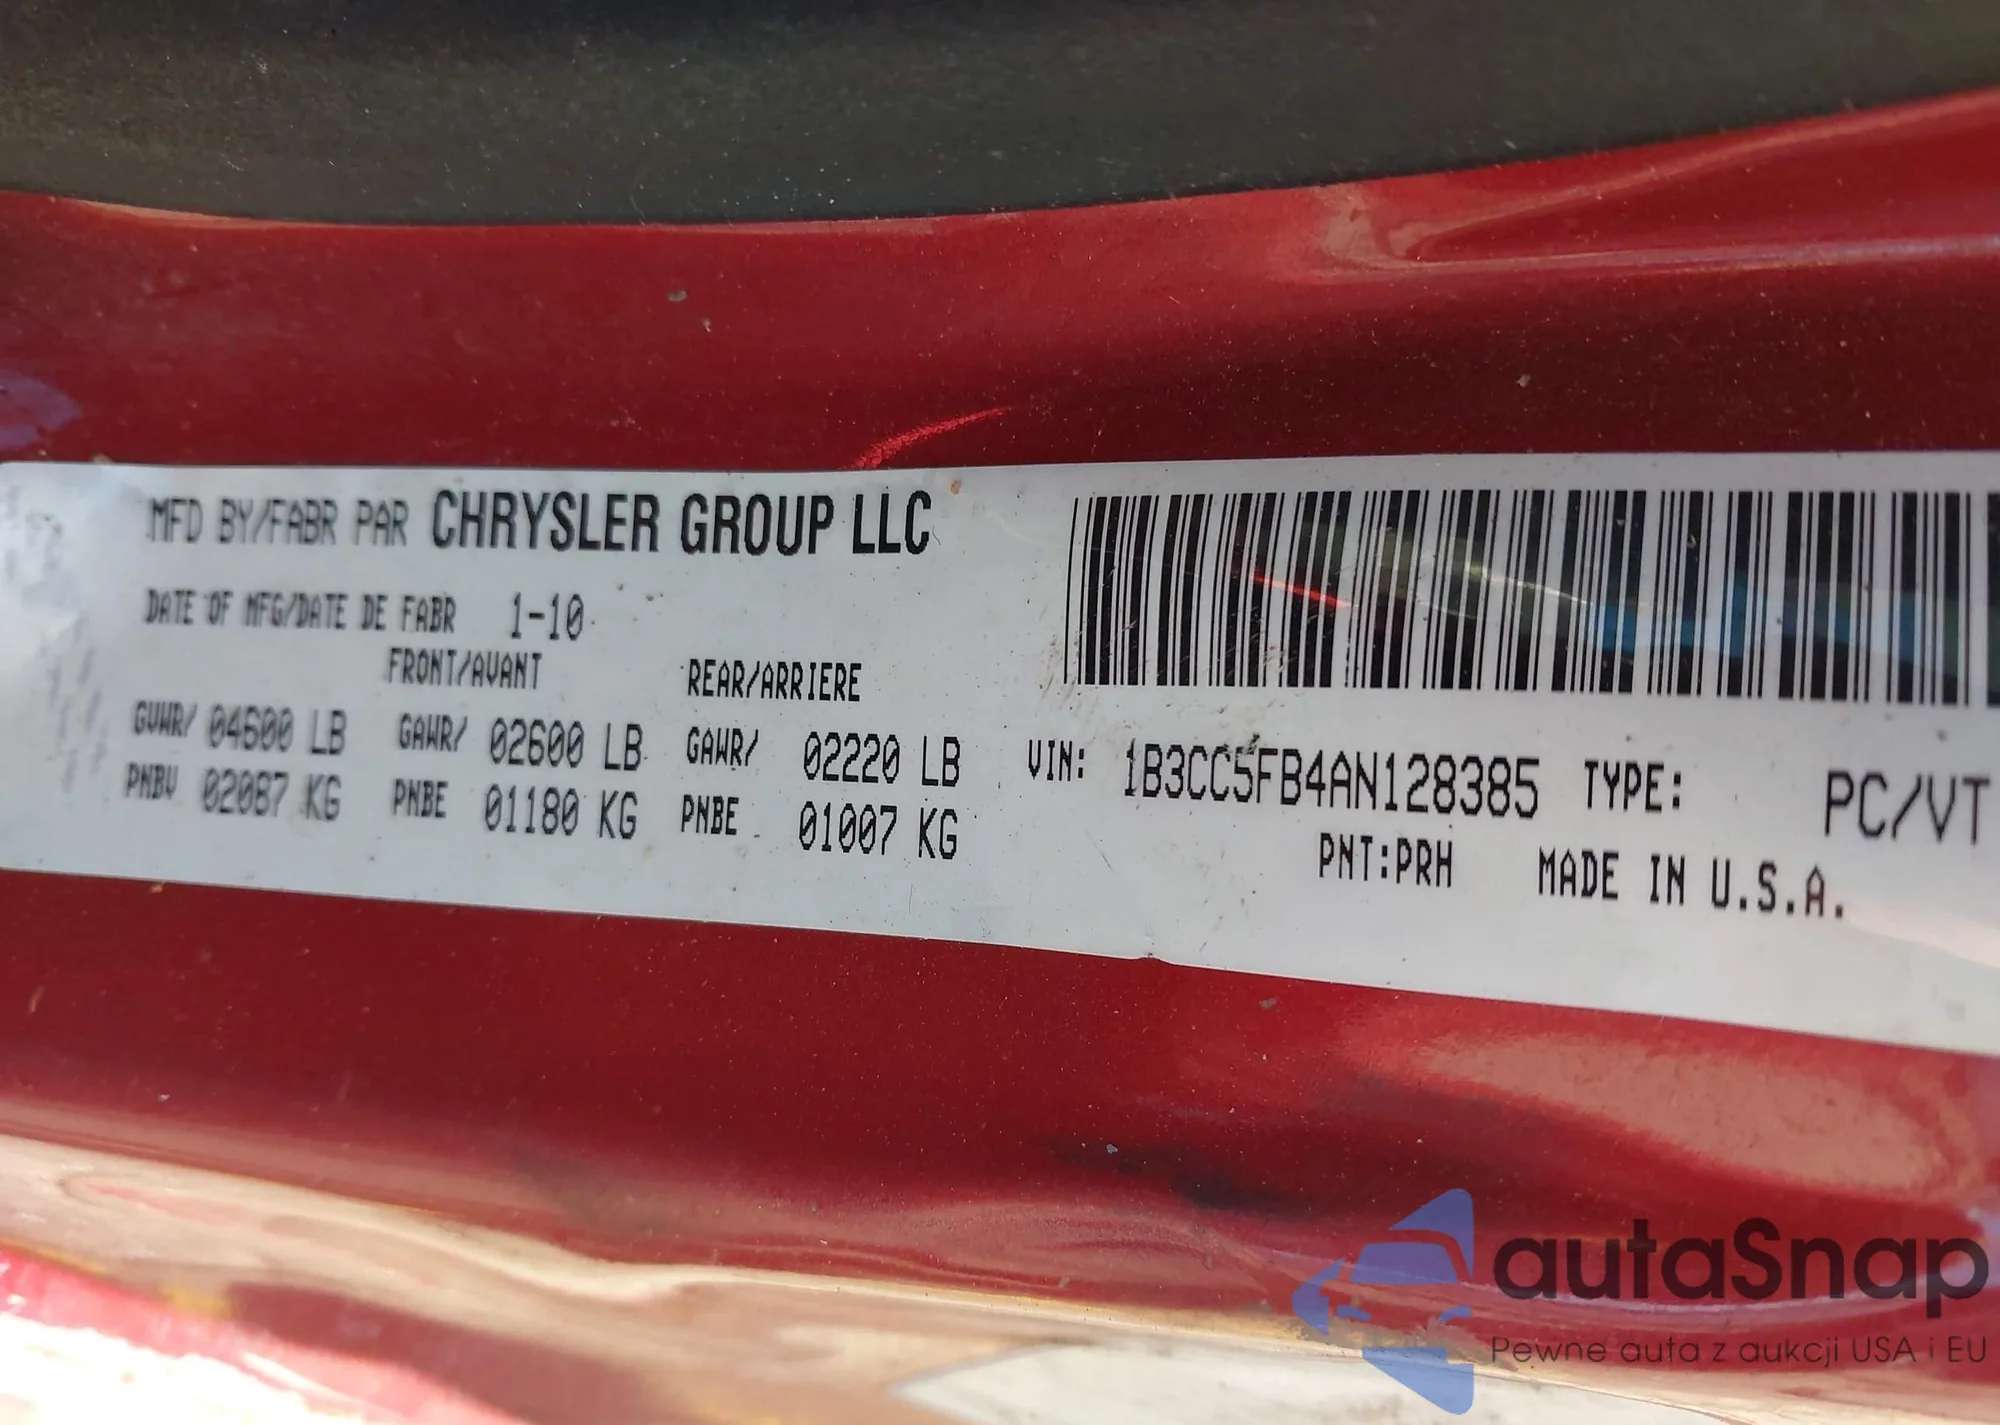 MFD BY/FABR PAR CHRYSLER GROUP LLC
DATE OF MFG/DATE DE FABR 1-10
FRONT/AVANT REAR/ARRIERE
GVWR/ 04600 LB GAWR/ 02600 LB GAWR/ 02220 LB
PNBV 02087 KG PNBE 01180 KG PNBE 01007 KG
VIN: 1B3CC5FB4AN128385 TYPE: PC/VT
PNT:PRH MADE IN U.S.A.
autaSnap
Pewne auta z aukcji USA i EU